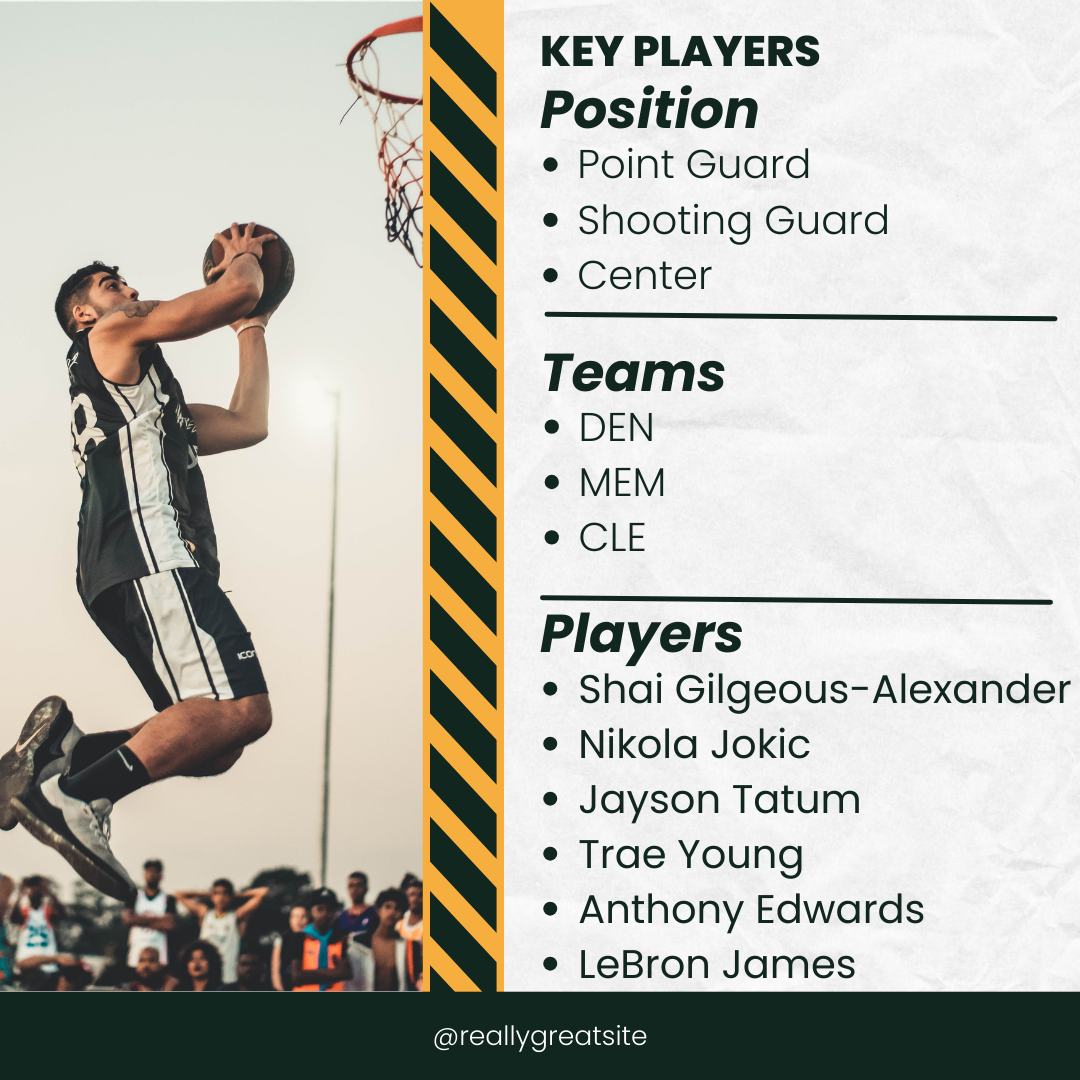 KEY PLAYERS
Position
• Point Guard
• Shooting Guard
• Center
Teams
• DEN
• MEM
• CLE
Players
• Shai Gilgeous-Alexander
• Nikola Jokic
• Jayson Tatum
• Trae Young
• Anthony Edwards
• LeBron James
@reallygreatsite